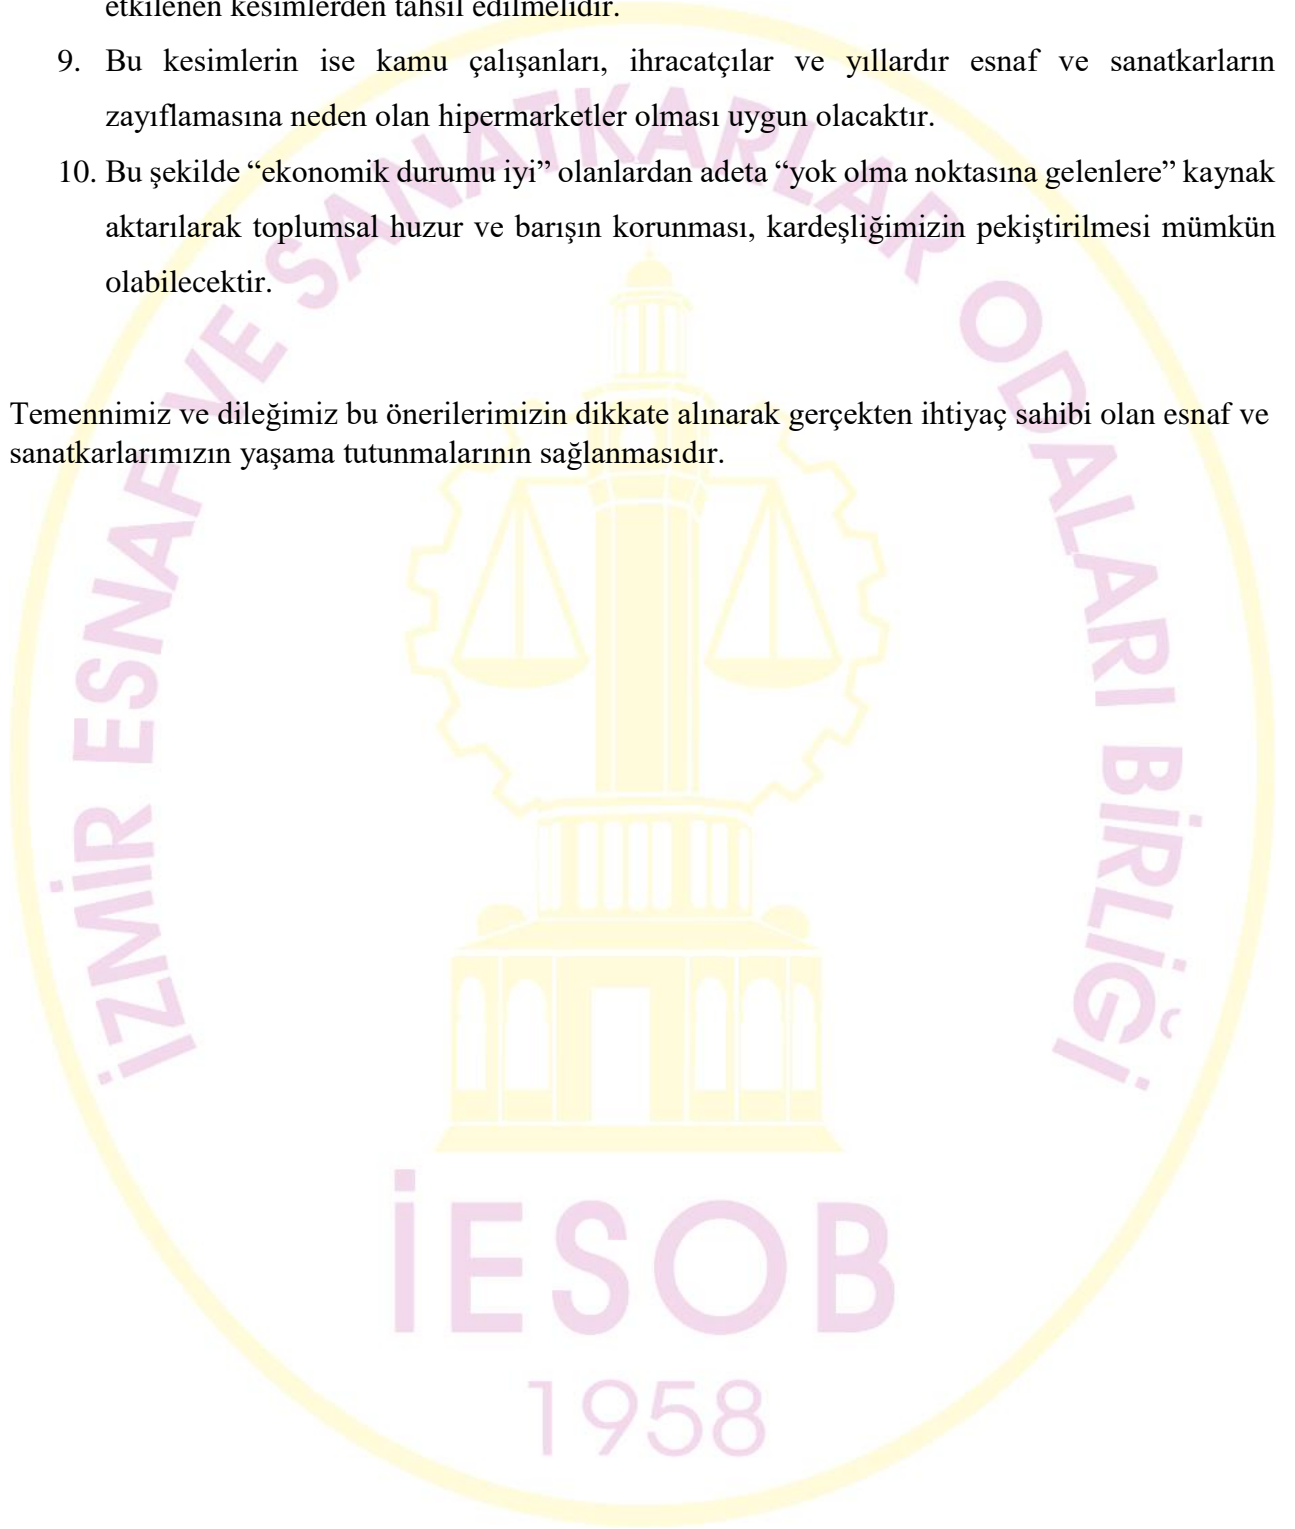 etkilenen kesimlerden tahsil edilmelidir.
9. Bu kesimlerin ise kamu çalışanları, ihracatçılar ve yıllardır esnaf ve sanatkarların
zayıflamasına neden olan hipermarketler olması uygun olacaktır.
10. Bu şekilde “ekonomik durumu iyi” olanlardan adeta “yok olma noktasına gelenlere” kaynak
aktarılarak toplumsal huzur ve barışın korunması, kardeşliğimizin pekiştirilmesi mümkün
olabilecektir.
Temennimiz ve dileğimiz bu önerilerimizin dikkate alınarak gerçekten ihtiyaç sahibi olan esnaf ve
sanatkarlarımızın yaşama tutunmalarının sağlanmasıdır.
İZMİR ESNAF VE SANATKARLAR ODALARI BİRLİĞİ
İESOB
1958